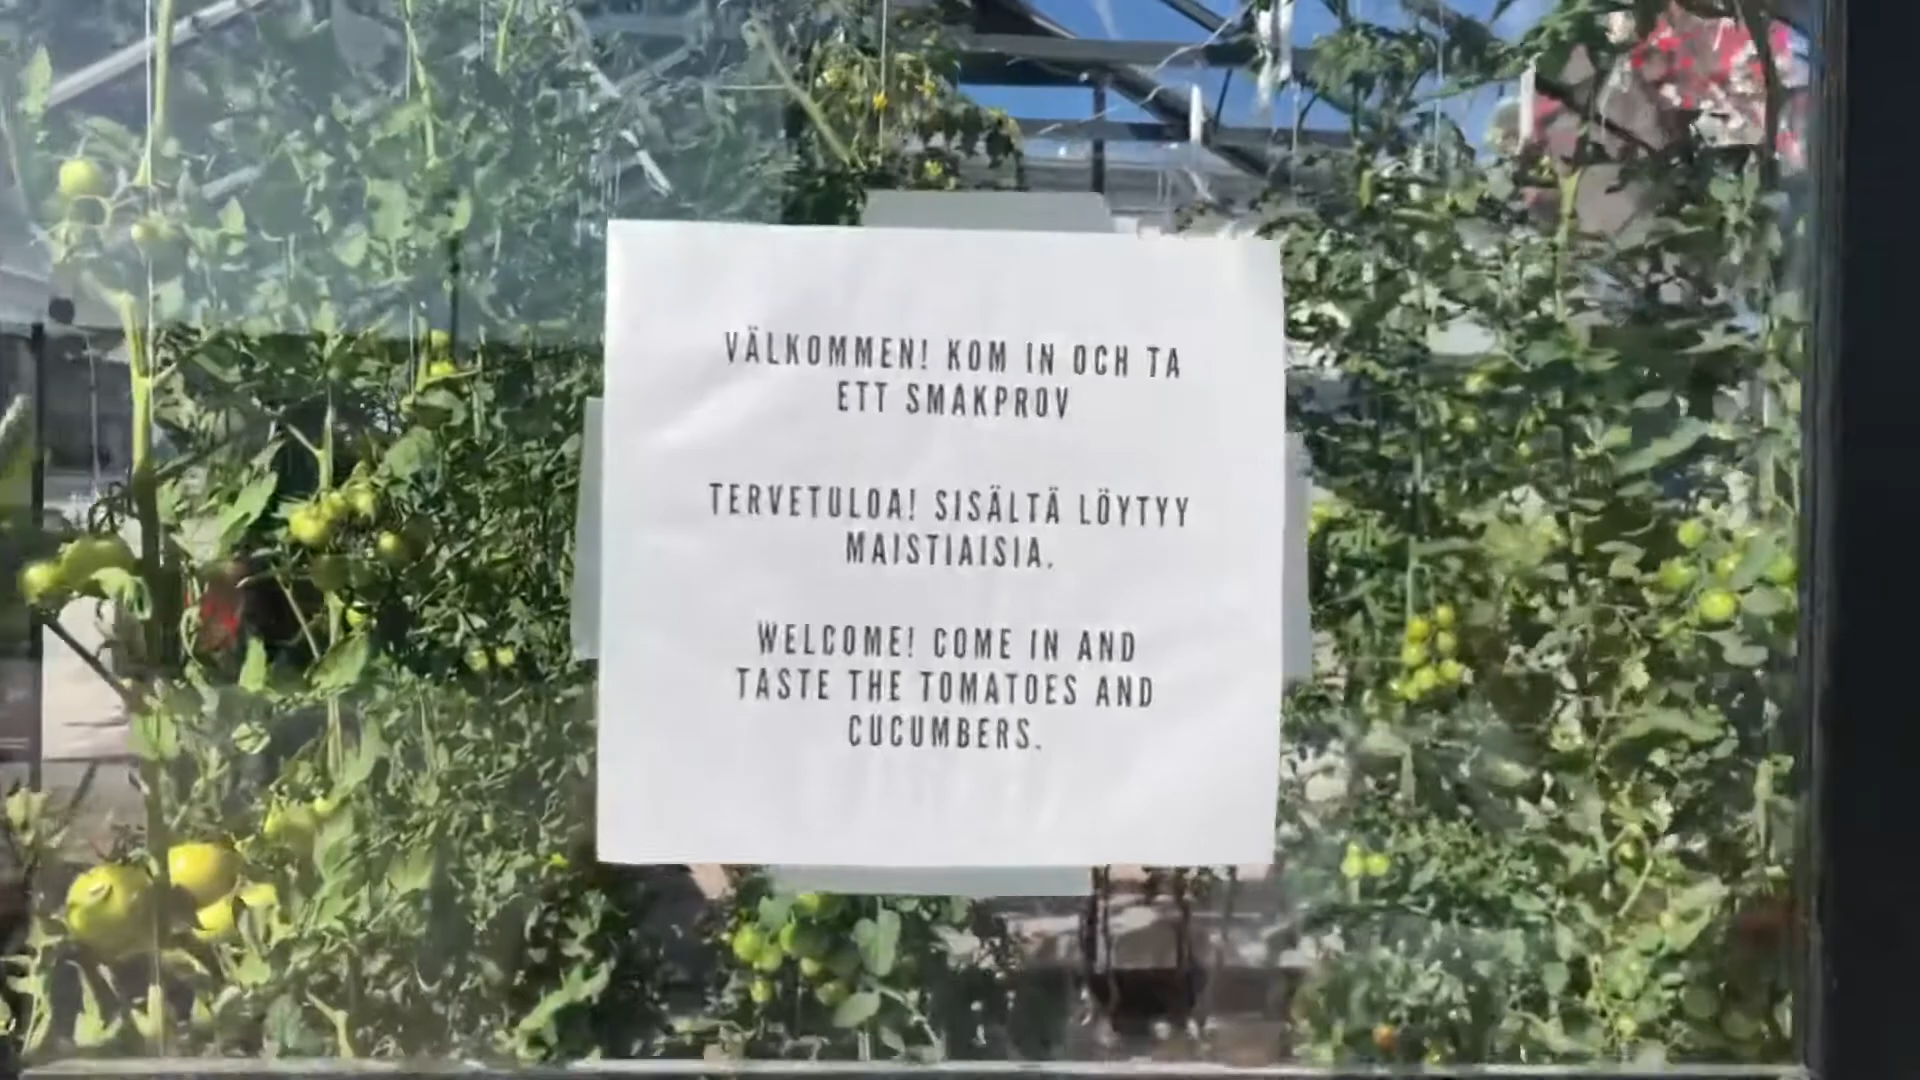 VÄLKOMMEN! KOM IN OCH TA
ETT SMAKPROV
TERVETULOA! SISÄLTÄ LÖYTYY
MAISTIAISIA.
WELCOME! COME IN AND
TASTE THE TOMATOES AND
CUCUMBERS.